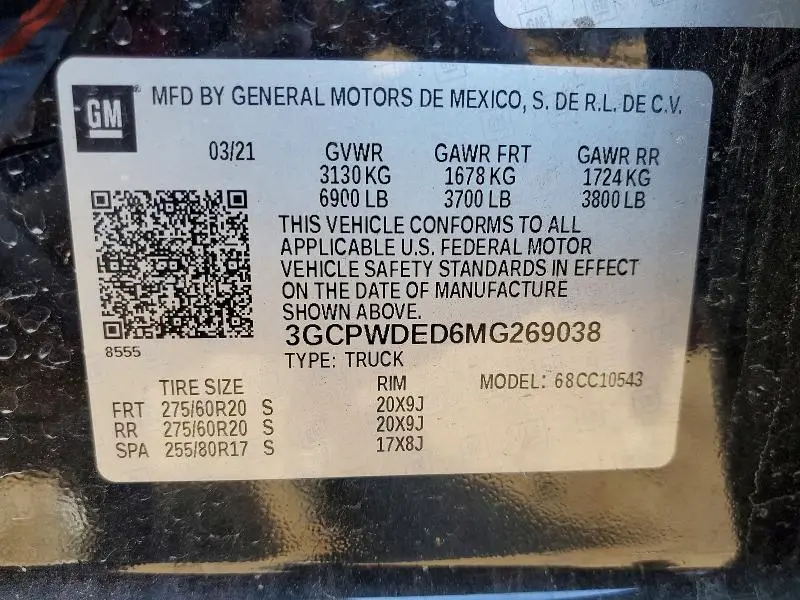 GM
GM ® MFD BY GENERAL MOTORS DE MEXICO, S. DE R.L. DE C.V.
03/21 GVWR GAWR FRT GAWR RR
3130 KG 1678 KG 1724 KG
6900 LB 3700 LB 3800 LB
THIS VEHICLE CONFORMS TO ALL
APPLICABLE U.S. FEDERAL MOTOR
VEHICLE SAFETY STANDARDS IN EFFECT
ON THE DATE OF MANUFACTURE
SHOWN ABOVE.
8555 3GCPWDED6MG269038
TYPE: TRUCK
TIRE SIZE RIM MODEL: 68CC10543
FRT 275/60R20 S 20X9J
RR 275/60R20 S 20X9J
SPA 255/80R17 S 17X8J